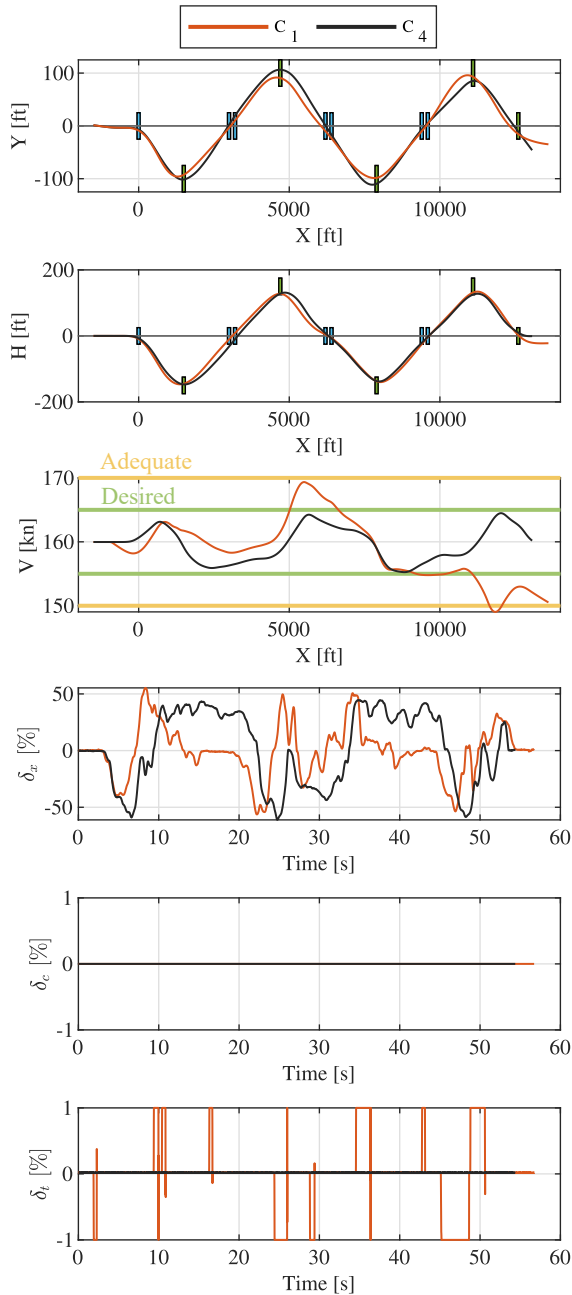 C 1 C 4
Y [ft]
100
0
-100
0 5000 10000
X [ft]
H [ft]
200
0
-200
0 5000 10000
X [ft]
Adequate
Desired
V [kn]
170
160
150
0 5000 10000
X [ft]
δx [%]
50
0
-50
0 10 20 30 40 50 60
Time [s]
δc [%]
1
0
-1
0 10 20 30 40 50 60
Time [s]
δt [%]
1
0
-1
0 10 20 30 40 50 60
Time [s]